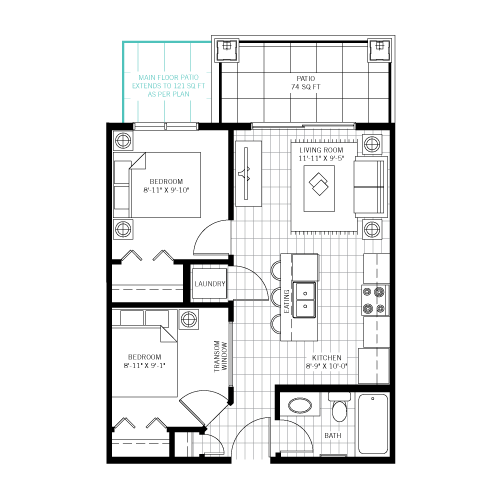 MAIN FLOOR PATIO
EXTENDS TO 121 SQ FT
AS PER PLAN
PATIO
74 SQ FT
LIVING ROOM
11'-11" X 9'-5"
BEDROOM
8'-11" X 9'-10"
LAUNDRY
EATING
TRANSOM
WINDOW
BEDROOM
8'-11" X 9'-1"
KITCHEN
8'-9" X 10'-0"
BATH